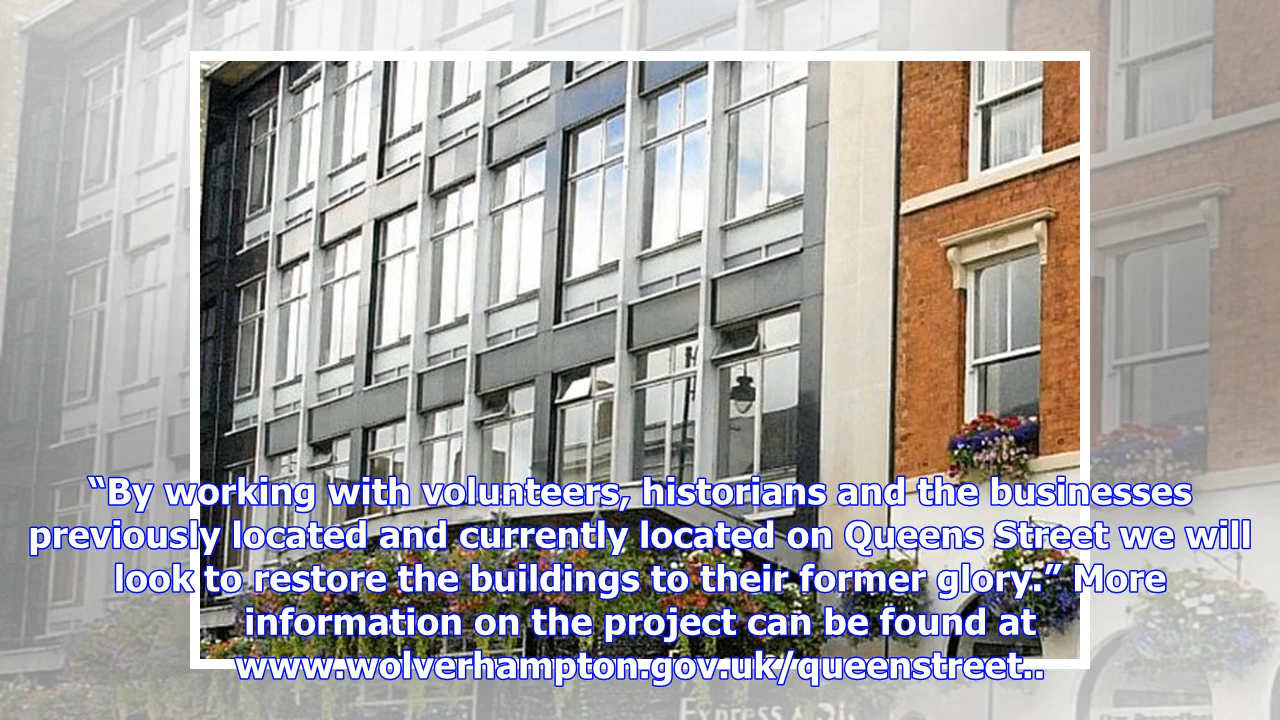 “By working with volunteers, historians and the businesses
previously located and currently located on Queens Street we will
look to restore the buildings to their former glory.” More
information on the project can be found at
www.wolverhampton.gov.uk/queenstreet..
Express &